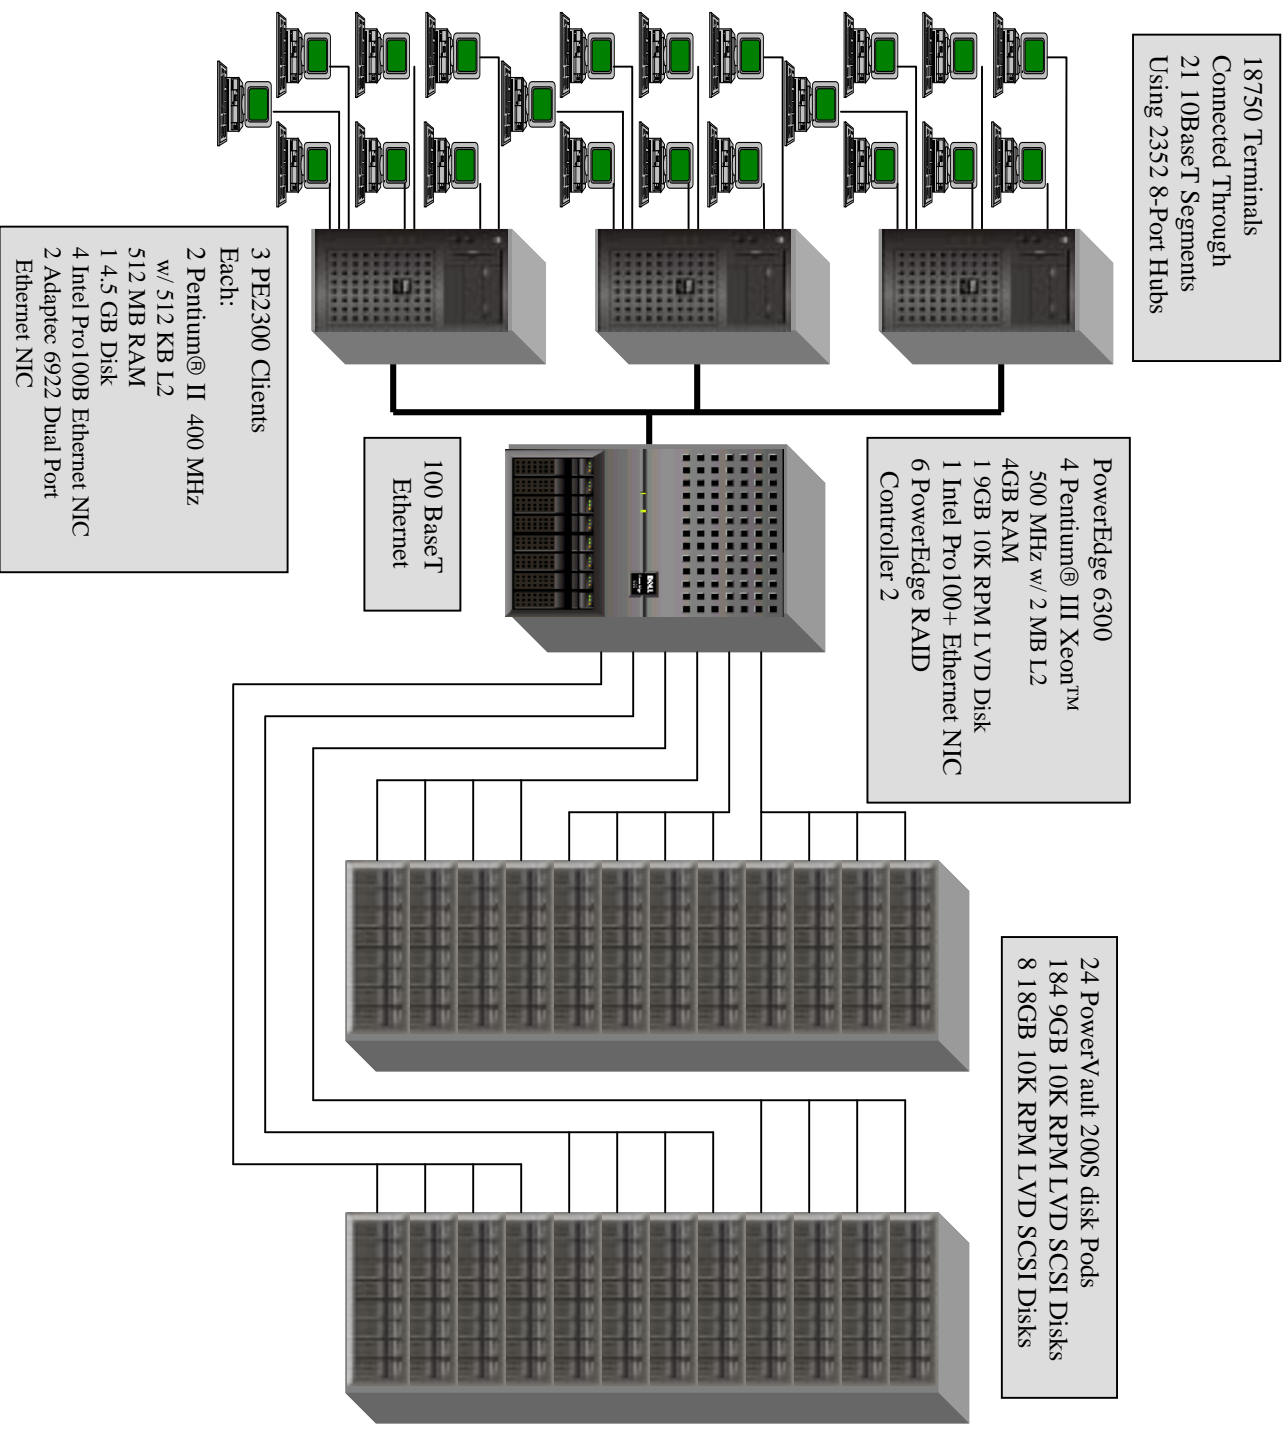 18750 Terminals
Connected Through
21 10BaseT Segments
Using 2352 8-Port Hubs
PowerEdge 6300
4 Pentium® III Xeon™
500 MHz w/ 2 MB L2
4GB RAM
1 9GB 10K RPM LVD Disk
1 Intel Pro100+ Ethernet NIC
6 PowerEdge RAID
Controller 2
24 PowerVault 200S disk Pods
184 9GB 10K RPM LVD SCSI Disks
8 18GB 10K RPM LVD SCSI Disks
100 BaseT
Ethernet
DELL
3 PE2300 Clients
Each:
2 Pentium® II 400 MHz
w/ 512 KB L2
512 MB RAM
1 4.5 GB Disk
4 Intel Pro100B Ethernet NIC
2 Adaptec 6922 Dual Port
Ethernet NIC